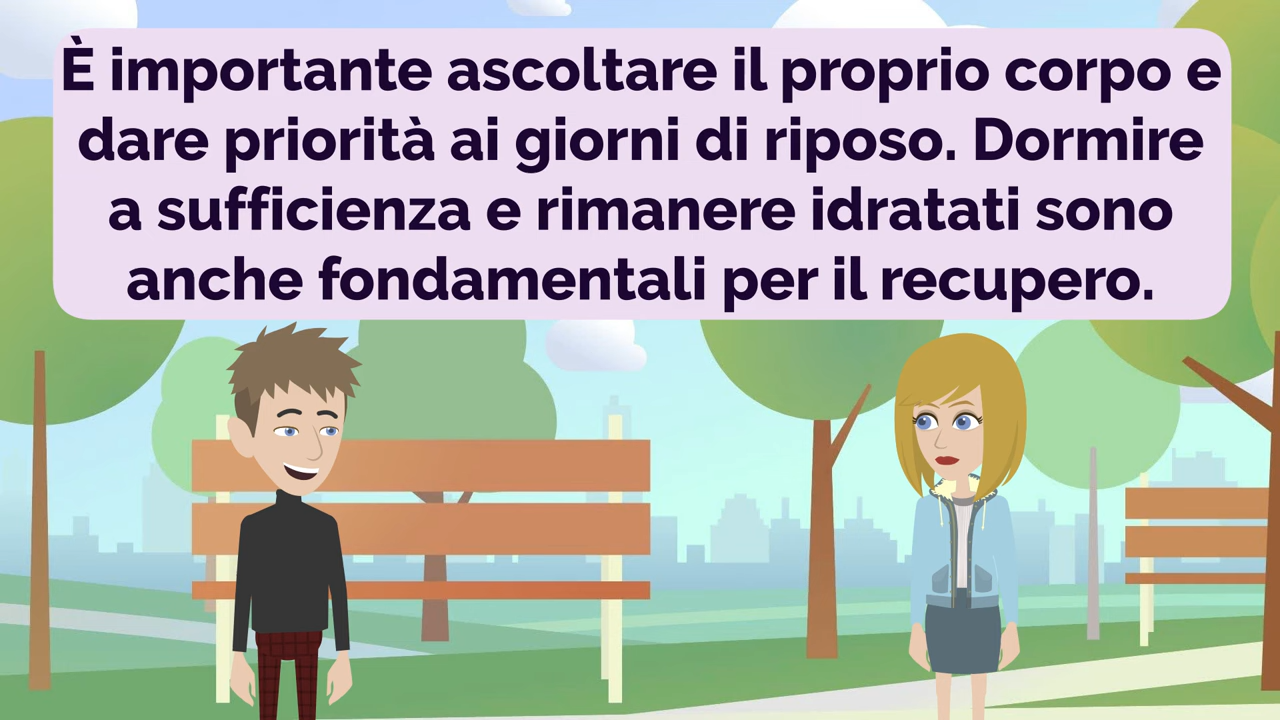 È importante ascoltare il proprio corpo e
dare priorità ai giorni di riposo. Dormire
a sufficienza e rimanere idratati sono
anche fondamentali per il recupero.